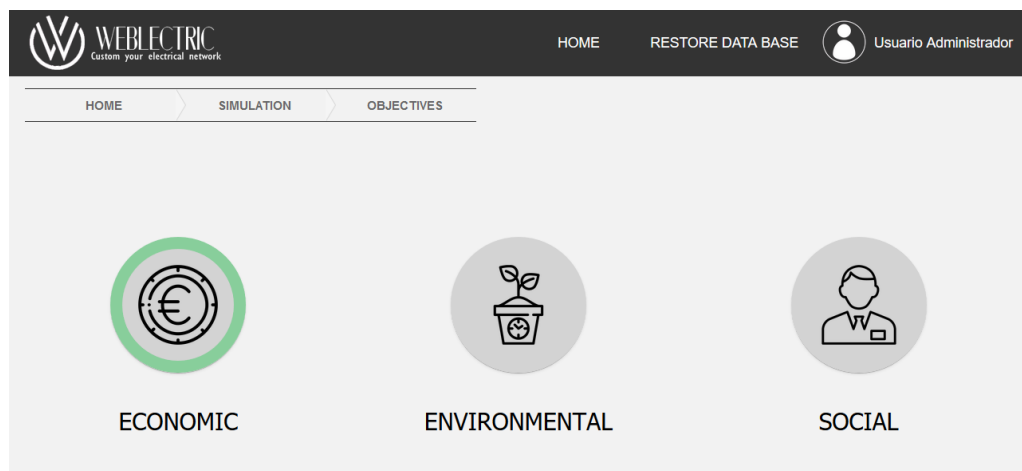 WEBLECTRIC
Custom your electrical network
HOME RESTORE DATA BASE Usuario Administrador
HOME SIMULATION OBJECTIVES
€
ECONOMIC ENVIRONMENTAL SOCIAL